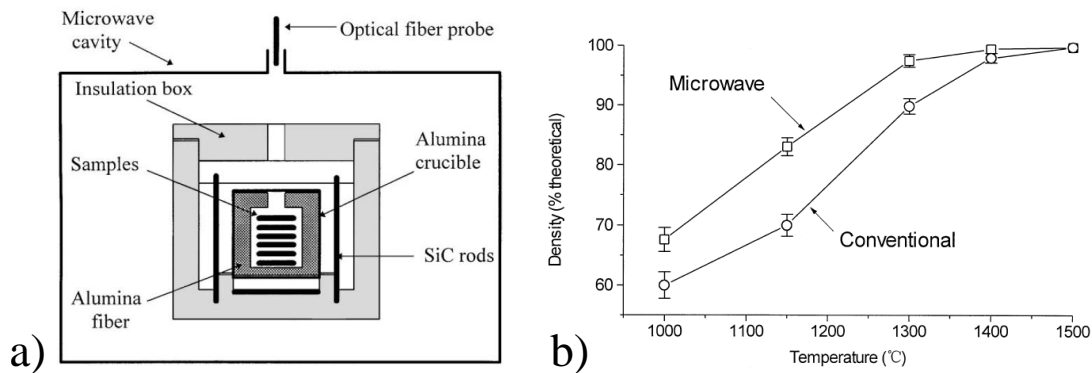 Microwave
cavity
Optical fiber probe
Insulation box
Samples
Alumina
crucible
SiC rods
Alumina
fiber
a)
100
90
80
70
60
Density (% theoretical)
Microwave
Conventional
1000 1100 1200 1300 1400 1500
Temperature (℃)
b)